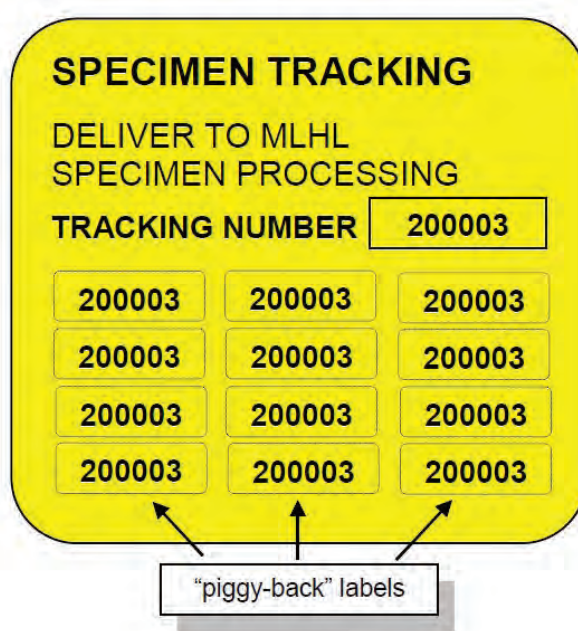 SPECIMEN TRACKING
DELIVER TO MLHL
SPECIMEN PROCESSING
TRACKING NUMBER 200003
200003 200003 200003
200003 200003 200003
200003 200003 200003
200003 200003 200003
"piggy-back" labels